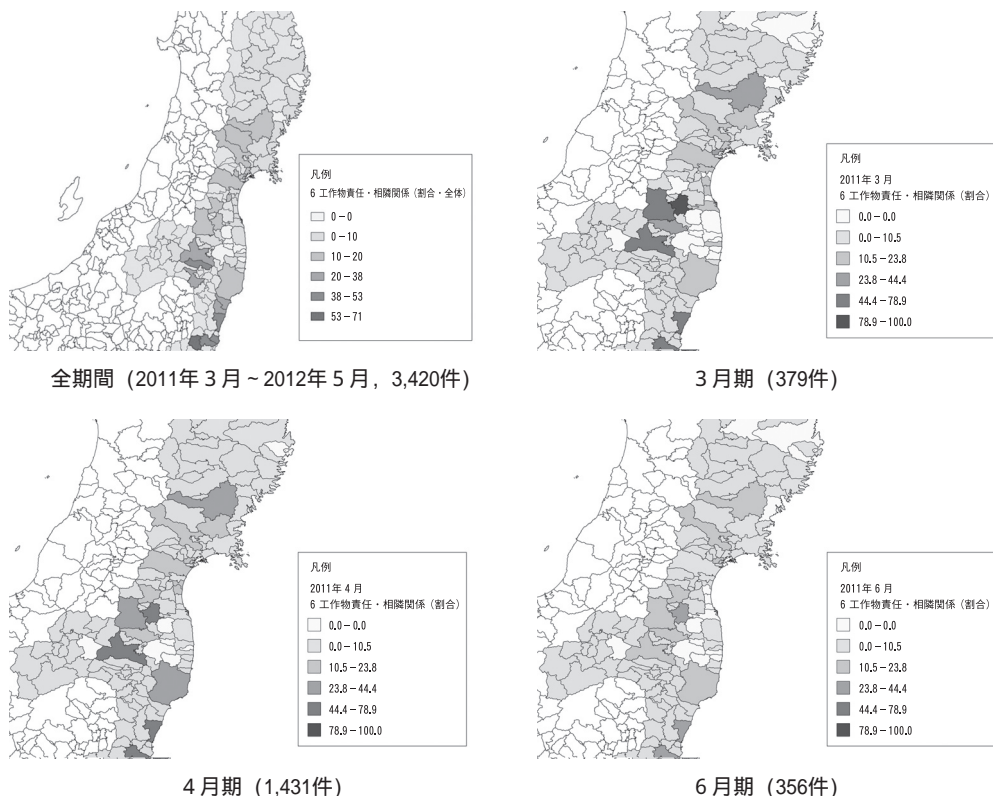 凡例
6 工作物責任・相隣関係（割合・全体）
0－0
0－10
10－20
20－38
38－53
53－71
全期間（2011年３月～2012年５月，3,420件）
凡例
2011年３月
6 工作物責任・相隣関係（割合）
0.0－0.0
0.0－10.5
10.5－23.8
23.8－44.4
44.4－78.9
78.9－100.0
３月期（379件）
凡例
2011年４月
6 工作物責任・相隣関係（割合）
0.0－0.0
0.0－10.5
10.5－23.8
23.8－44.4
44.4－78.9
78.9－100.0
４月期（1,431件）
凡例
2011年６月
6 工作物責任・相隣関係（割合）
0.0－0.0
0.0－10.5
10.5－23.8
23.8－44.4
44.4－78.9
78.9－100.0
６月期（356件）